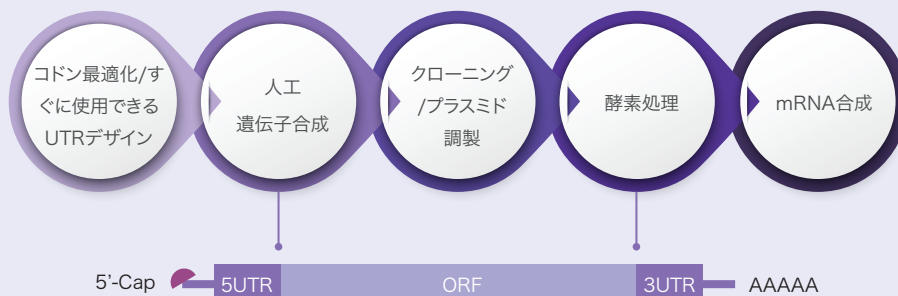 コドン最適化/す
ぐに使用できる
UTRデザイン
人工
遺伝子合成
クローニング
/プラスミド
調製
酵素処理
mRNA合成
5’-Cap 5UTR ORF 3UTR AAAAA